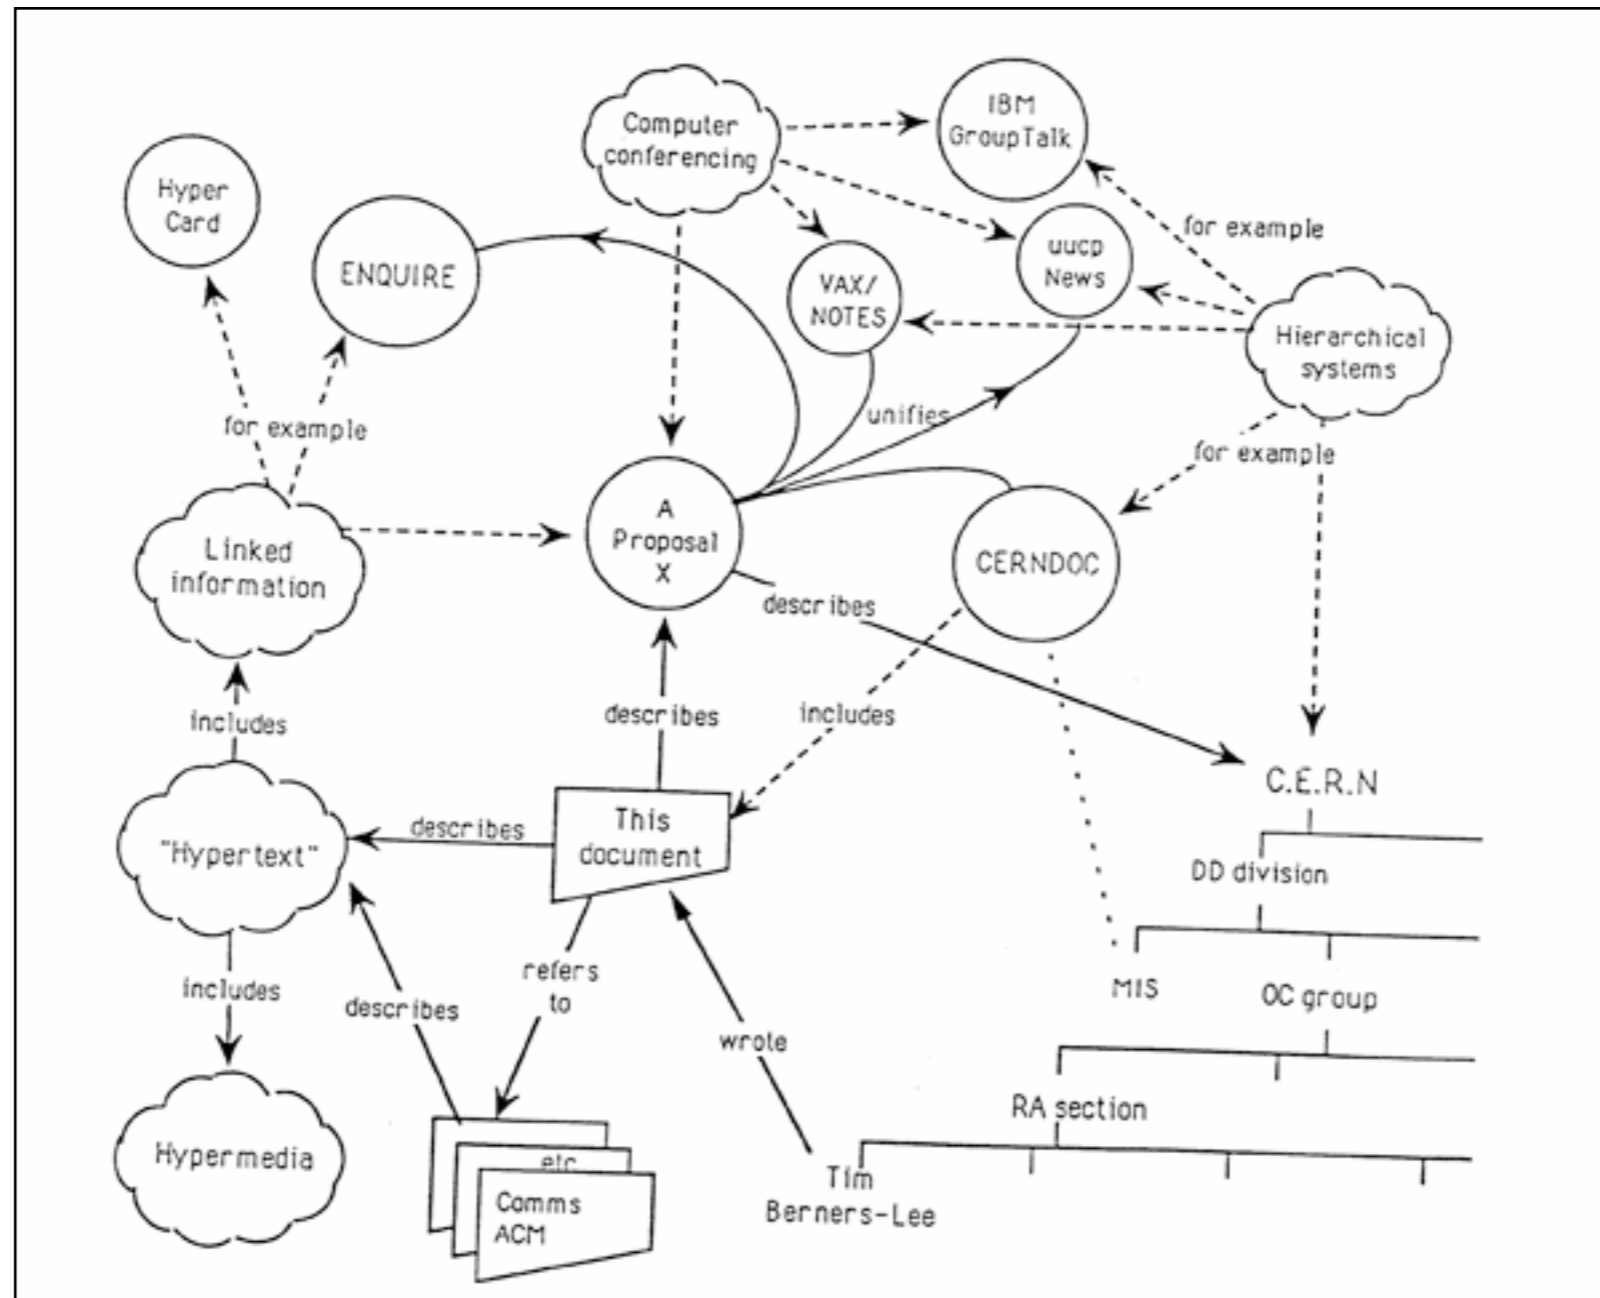 IBM
GroupTalk
Computer
conferencing
Hyper
Card
for example
uucp
News
ENQUIRE
VAX/
NOTES
Hierarchical
systems
unifies
for example
for example
A
Proposal
X
Linked
information
CERNDOC
describes
includes
describes
includes
C.E.R.N
This
document
describes
"Hypertext"
DD division
refers
to
includes
describes
MIS
OC group
wrote
RA section
Hypermedia
etc
Tim
Berners-Lee
Comms
ACM